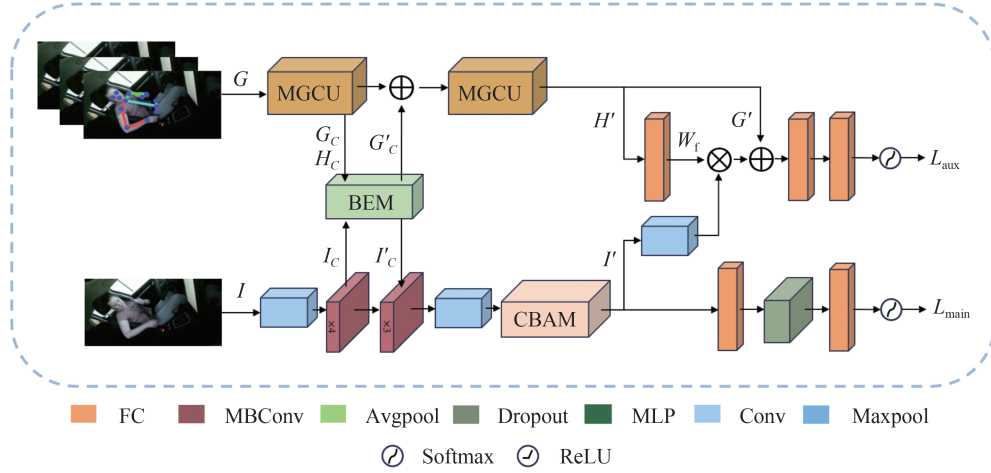 G
MGCU
MGCU
G_C
H_C
G'_C
H'
W_f
G'
L_aux
BEM
I_C
I'_C
I'
I
×4
×3
CBAM
L_main
FC
MBConv
Avgpool
Dropout
MLP
Conv
Maxpool
Softmax
ReLU